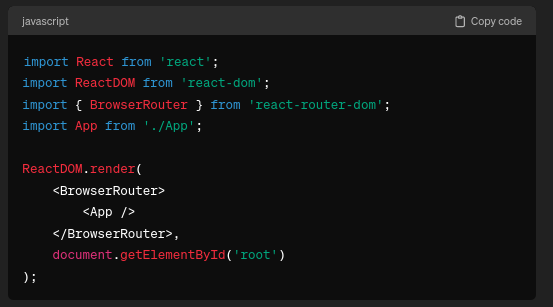 javascript
Copy code
import React from 'react';
import ReactDOM from 'react-dom';
import { BrowserRouter } from 'react-router-dom';
import App from './App';
ReactDOM.render(
    <BrowserRouter>
        <App />
    </BrowserRouter>,
    document.getElementById('root')
);